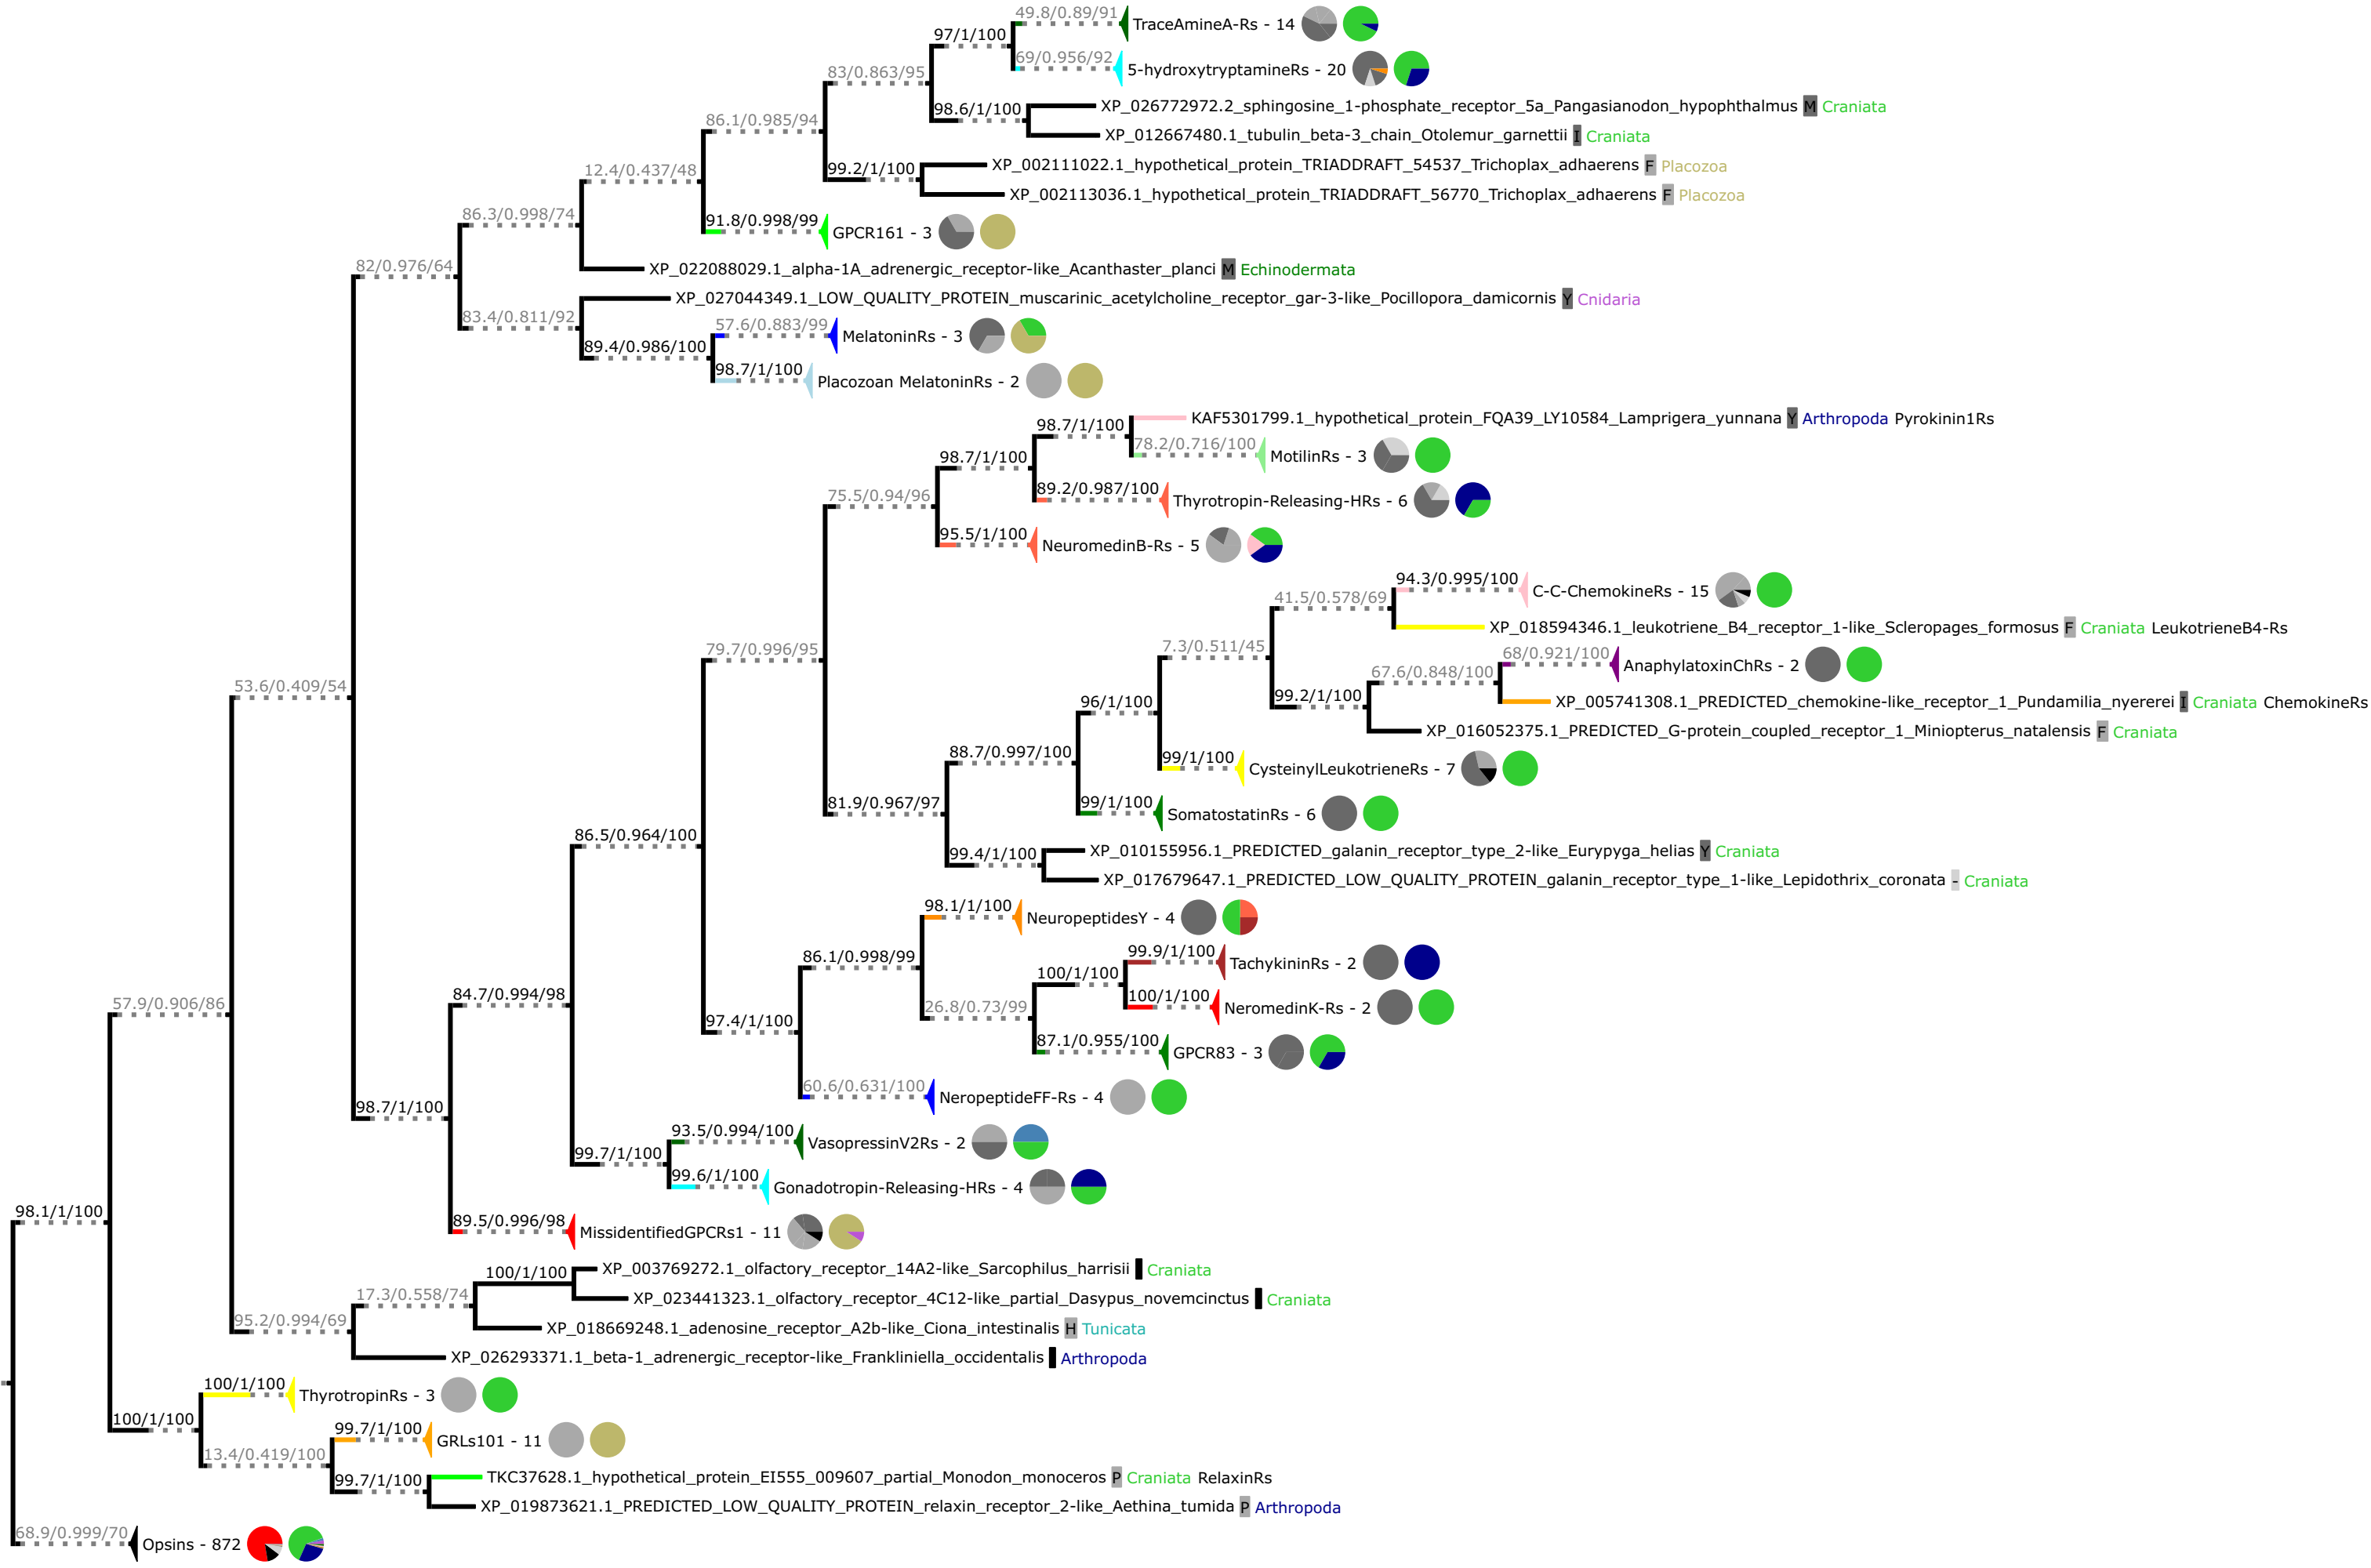 49.8/0.89/91
TraceAmineA-Rs - 14
97/1/100
69/0.956/92
5-hydroxytryptamineRs - 20
83/0.863/95
98.6/1/100
XP_026772972.2_sphingosine_1-phosphate_receptor_5a_Pangasianodon_hypophthalmus M Craniata
86.1/0.985/94
XP_012667480.1_tubulin_beta-3_chain_Otolemur_garnettii I Craniata
99.2/1/100
XP_002111022.1_hypothetical_protein_TRIADDRAFT_54537_Trichoplax_adhaerens F Placozoa
12.4/0.437/48
XP_002113036.1_hypothetical_protein_TRIADDRAFT_56770_Trichoplax_adhaerens F Placozoa
86.3/0.998/74
91.8/0.998/99
GPCR161 - 3
82/0.976/64
XP_022088029.1_alpha-1A_adrenergic_receptor-like_Acanthaster_planci M Echinodermata
XP_027044349.1_LOW_QUALITY_PROTEIN_muscarinic_acetylcholine_receptor_gar-3-like_Pocillopora_damicornis Y Cnidaria
83.4/0.811/92
57.6/0.883/99
MelatoninRs - 3
89.4/0.986/100
98.7/1/100
Placozoan MelatoninRs - 2
KAF5301799.1_hypothetical_protein_FQA39_LY10584_Lamprigera_yunnana Y Arthropoda Pyrokinin1Rs
98.7/1/100
78.2/0.716/100
MotilinRs - 3
98.7/1/100
89.2/0.987/100
Thyrotropin-Releasing-HRs - 6
75.5/0.94/96
95.5/1/100
NeuromedinB-Rs - 5
94.3/0.995/100
C-C-ChemokineRs - 15
41.5/0.578/69
XP_018594346.1_leukotriene_B4_receptor_1-like_Scleropages_formosus F Craniata LeukotrieneB4-Rs
79.7/0.996/95
7.3/0.511/45
68/0.921/100
AnaphylatoxinChRs - 2
67.6/0.848/100
53.6/0.409/54
99.2/1/100
XP_005741308.1_PREDICTED_chemokine-like_receptor_1_Pundamilia_nyererei I Craniata ChemokineRs
96/1/100
XP_016052375.1_PREDICTED_G-protein_coupled_receptor_1_Miniopterus_natalensis F Craniata
88.7/0.997/100
99/1/100
CysteinylLeukotrieneRs - 7
81.9/0.967/97
99/1/100
SomatostatinRs - 6
86.5/0.964/100
99.4/1/100
XP_010155956.1_PREDICTED_galanin_receptor_type_2-like_Eurypyga_helias Y Craniata
XP_017679647.1_PREDICTED_LOW_QUALITY_PROTEIN_galanin_receptor_type_1-like_Lepidothrix_coronata - Craniata
98.1/1/100
NeuropeptidesY - 4
86.1/0.998/99
99.9/1/100
TachykininRs - 2
100/1/100
84.7/0.994/98
57.9/0.906/86
26.8/0.73/99
100/1/100
NeromedinK-Rs - 2
97.4/1/100
87.1/0.955/100
GPCR83 - 3
60.6/0.631/100
NeropeptideFF-Rs - 4
98.7/1/100
93.5/0.994/100
VasopressinV2Rs - 2
99.7/1/100
99.6/1/100
Gonadotropin-Releasing-HRs - 4
98.1/1/100
89.5/0.996/98
MissidentifiedGPCRs1 - 11
100/1/100
XP_003769272.1_olfactory_receptor_14A2-like_Sarcophilus_harrisii Craniata
17.3/0.558/74
XP_023441323.1_olfactory_receptor_4C12-like_partial_Dasypus_novemcinctus Craniata
95.2/0.994/69
XP_018669248.1_adenosine_receptor_A2b-like_Ciona_intestinalis H Tunicata
XP_026293371.1_beta-1_adrenergic_receptor-like_Frankliniella_occidentalis Arthropoda
100/1/100
ThyrotropinRs - 3
100/1/100
99.7/1/100
GRLs101 - 11
13.4/0.419/100
99.7/1/100
TKC37628.1_hypothetical_protein_EI555_009607_partial_Monodon_monoceros P Craniata RelaxinRs
XP_019873621.1_PREDICTED_LOW_QUALITY_PROTEIN_relaxin_receptor_2-like_Aethina_tumida P Arthropoda
68.9/0.999/70
Opsins - 872